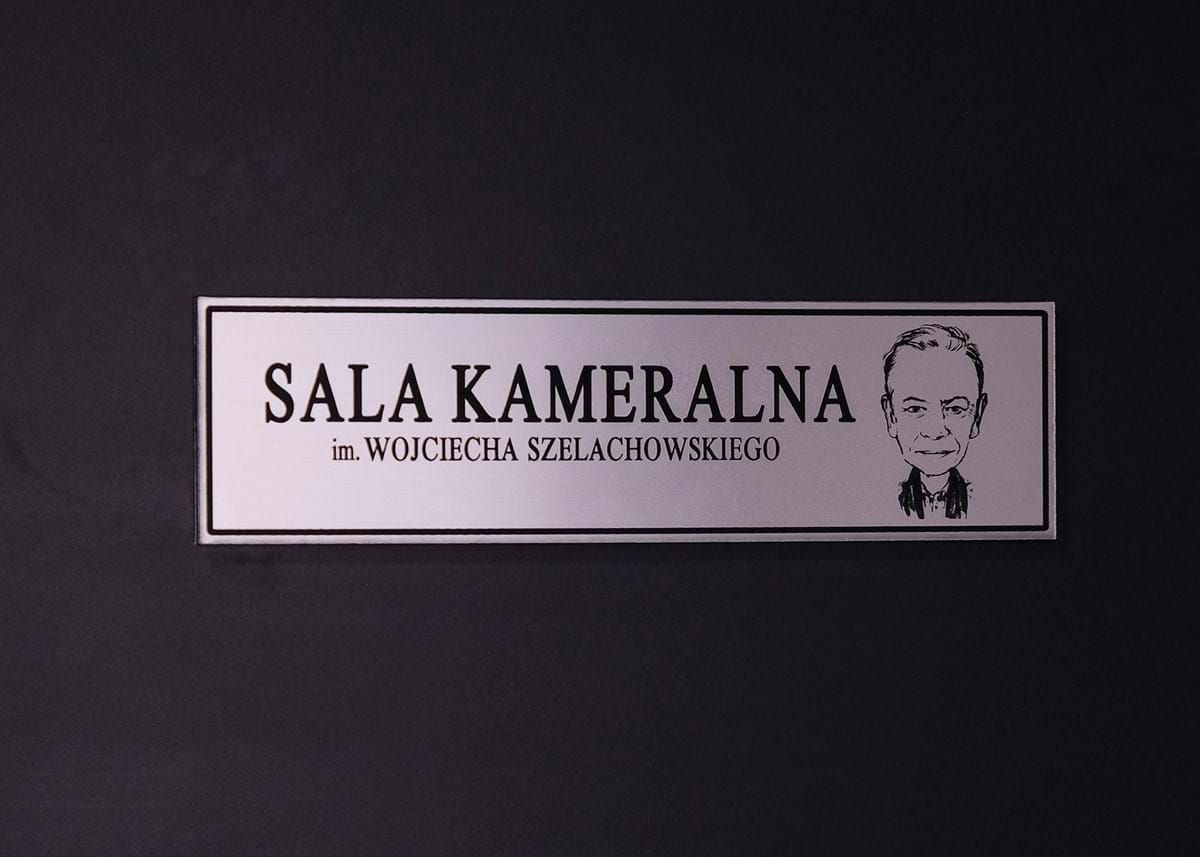 SALA KAMERALNA
im. WOJCIECHA SZELACHOWSKIEGO